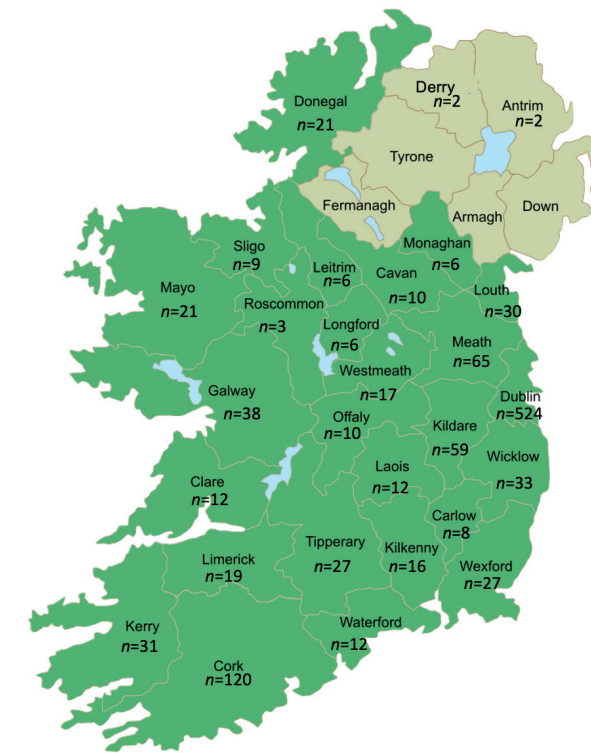 Derry
n=2
Antrim
n=2
Donegal
n=21
Tyrone
Fermanagh
Armagh
Down
Monaghan
n=6
Sligo
n=9
Leitrim
n=6
Cavan
n=10
Louth
n=30
Mayo
n=21
Roscommon
n=3
Longford
n=6
Meath
n=65
Westmeath
n=17
Galway
n=38
Dublin
n=524
Offaly
n=10
Kildare
n=59
Wicklow
n=33
Laois
n=12
Clare
n=12
Carlow
n=8
Tipperary
n=27
Kilkenny
n=16
Limerick
n=19
Wexford
n=27
Waterford
n=12
Kerry
n=31
Cork
n=120